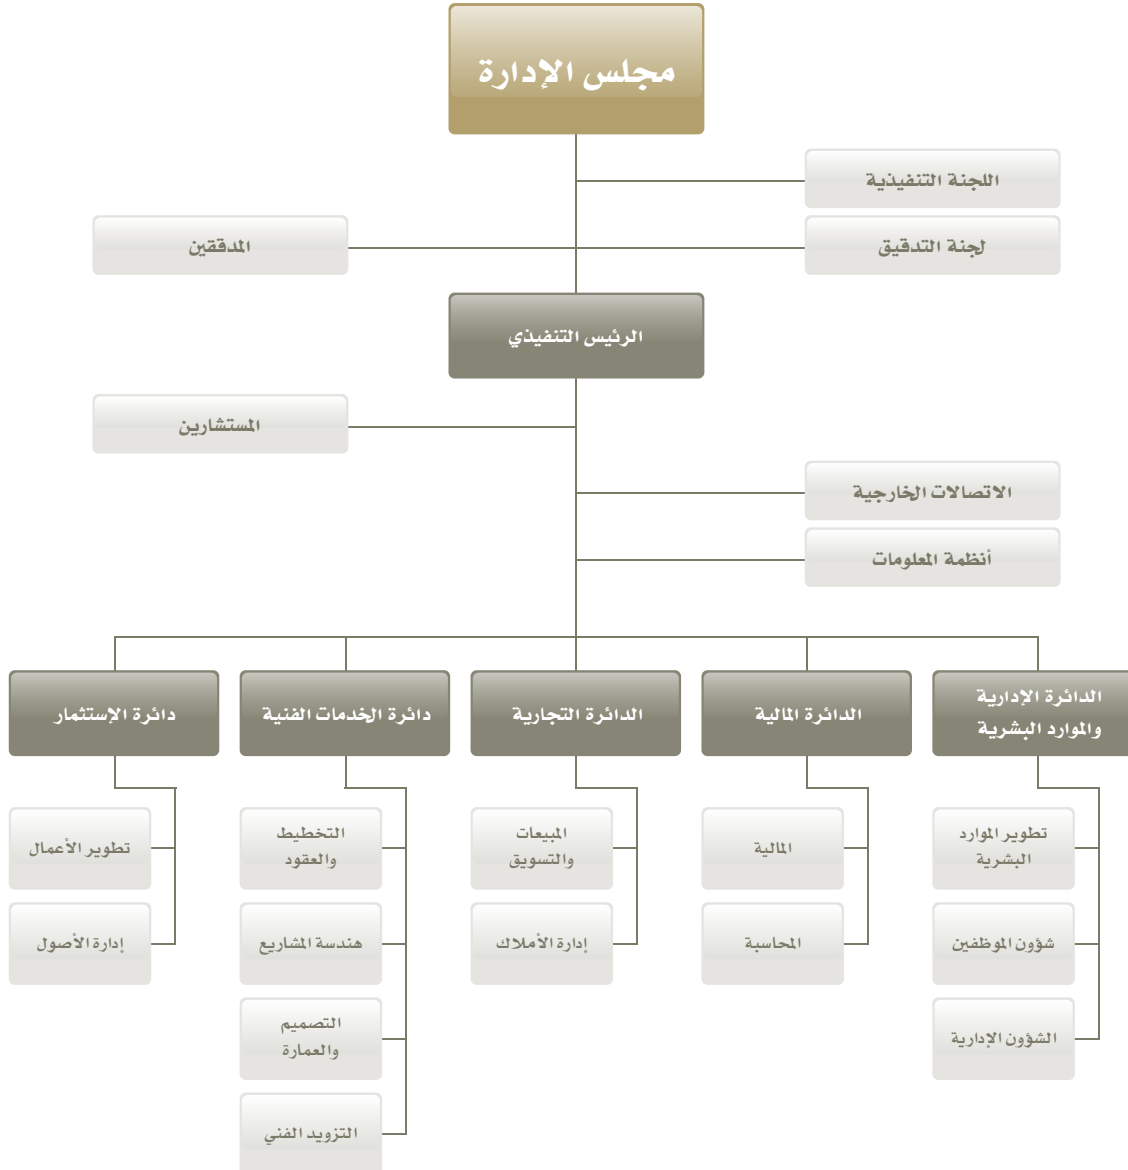 مجلس الإدارة
اللجنة التنفيذية
لجنة التدقيق
المدققين
الرئيس التنفيذي
المستشارين
الاتصالات الخارجية
أنظمة المعلومات
الدائرة الإدارية
والموارد البشرية
الدائرة المالية
الدائرة التجارية
دائرة الخدمات الفنية
دائرة الإستثمار
تطوير الموارد
البشرية
شؤون الموظفين
الشؤون الإدارية
المالية
المحاسبة
المبيعات
والتسويق
إدارة الأملاك
التخطيط
والعقود
هندسة المشاريع
التصميم
والعمارة
التزويد الفني
تطوير الأعمال
إدارة الأصول